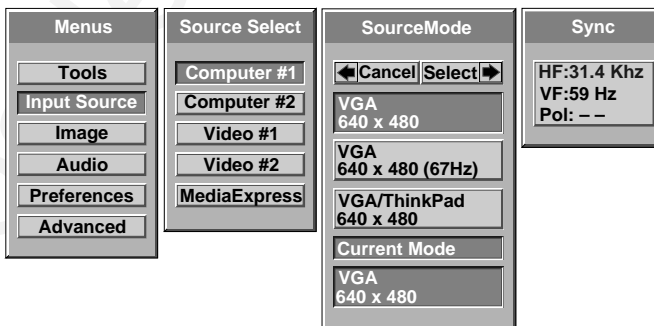 Menus
Tools
Input Source
Image
Audio
Preferences
Advanced
Source Select
Computer #1
Computer #2
Video #1
Video #2
MediaExpress
SourceMode
Cancel Select
VGA
640 x 480
VGA
640 x 480 (67Hz)
VGA/ThinkPad
640 x 480
Current Mode
VGA
640 x 480
Sync
HF:31.4 Khz
VF:59 Hz
Pol: – –